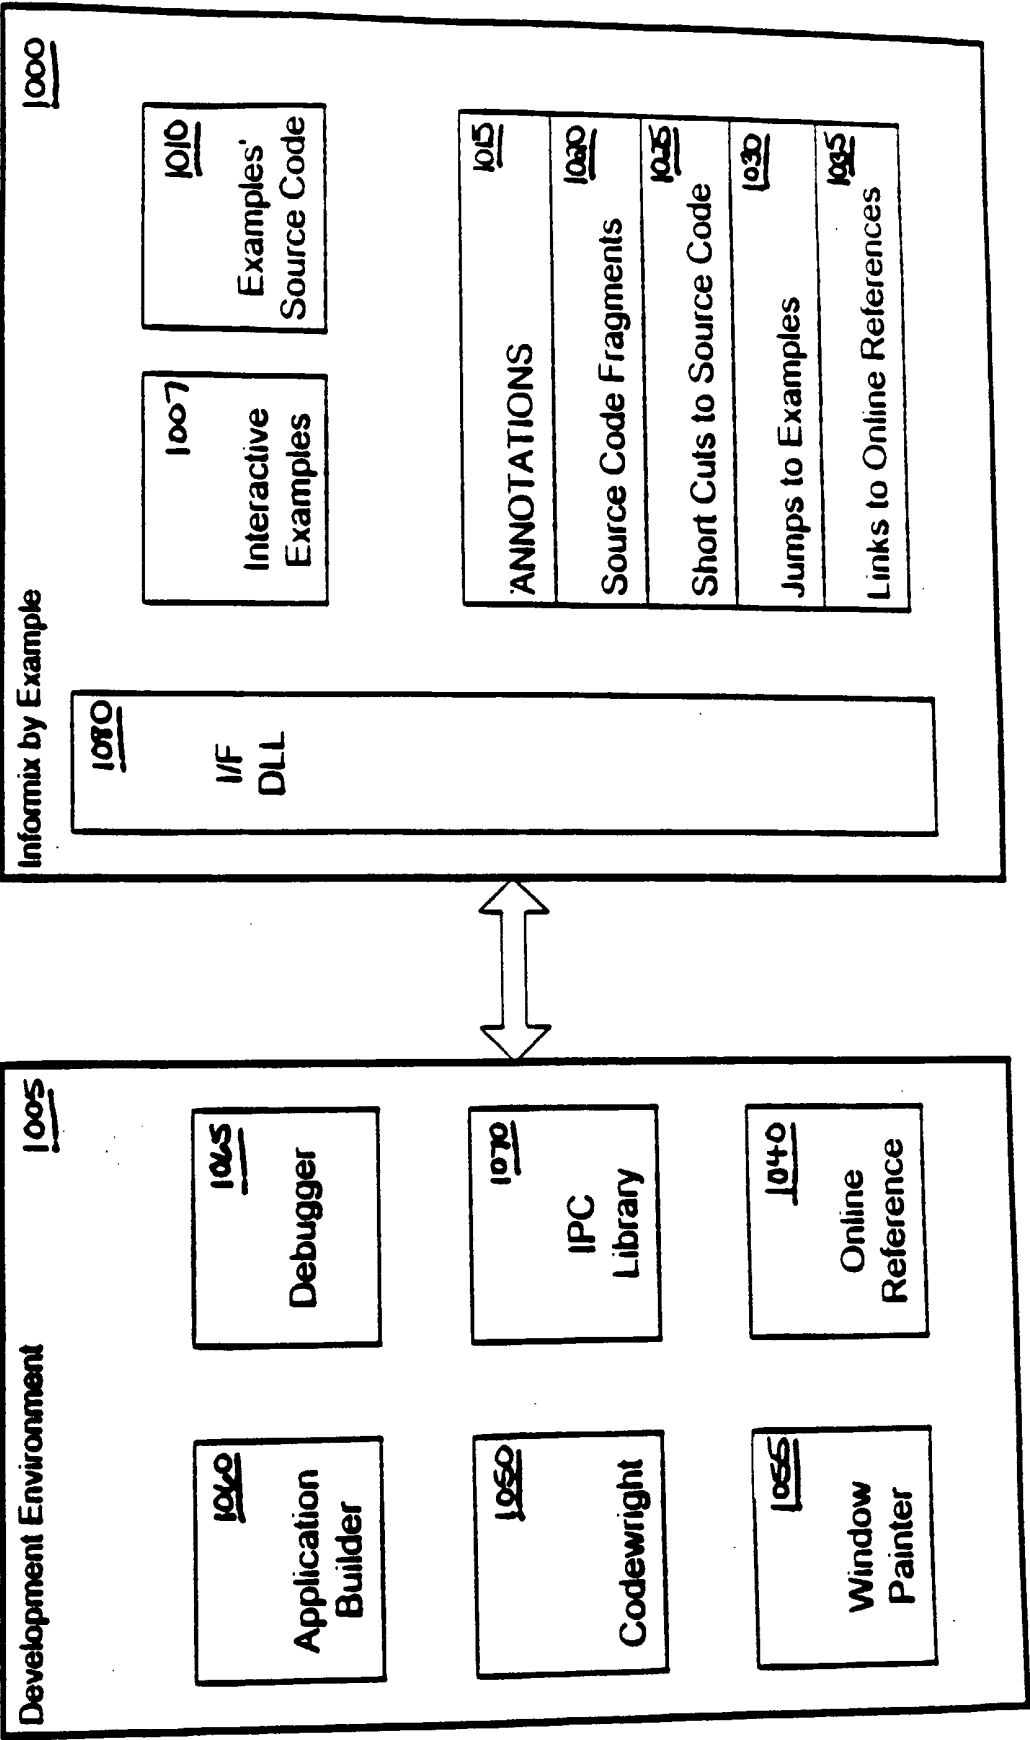 Development Environment
1005
1060
Application
Builder
1065
Debugger
1050
Codewright
1070
IPC
Library
1055
Window
Painter
1040
Online
Reference
Informix by Example
1000
1080
I/F
DLL
1007
Interactive
Examples
1010
Examples'
Source Code
ANNOTATIONS
1015
Source Code Fragments
1020
Short Cuts to Source Code
1025
Jumps to Examples
1030
Links to Online References
1035